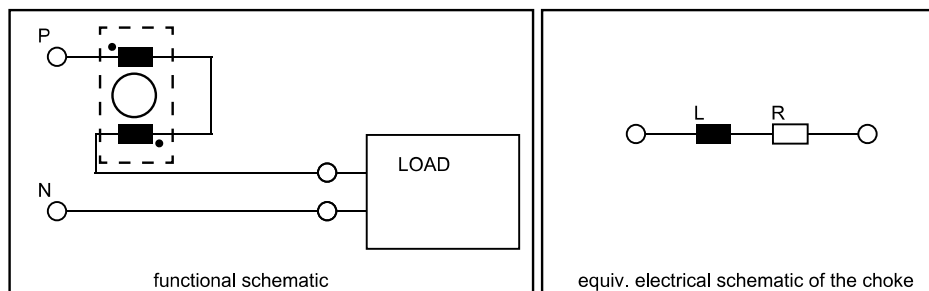 P
N
LOAD
functional schematic
L
R
equiv. electrical schematic of the choke